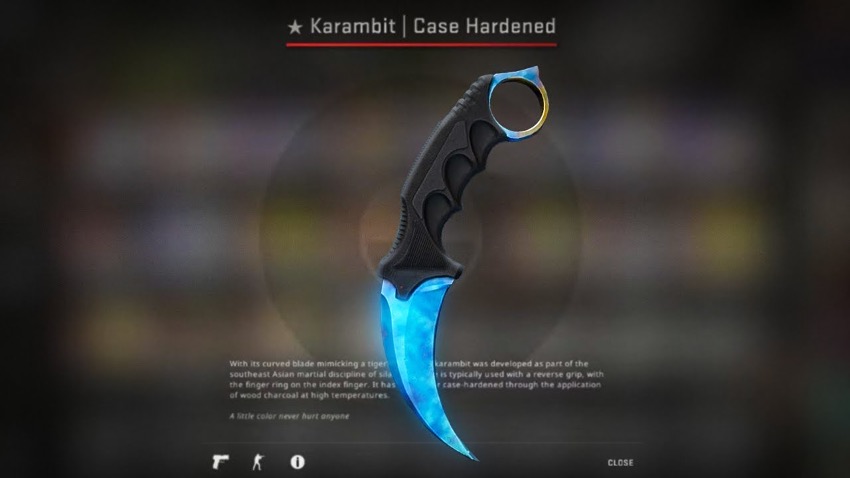 ★ Karambit | Case Hardened
With its curved blade mimicking a tiger karambit was developed as part of the
southeast Asian martial discipline of sila e is typically used with a reverse grip, with
the finger ring on the index finger. It has r case-hardened through the application
of wood charcoal at high temperatures.
A little color never hurt anyone
CLOSE